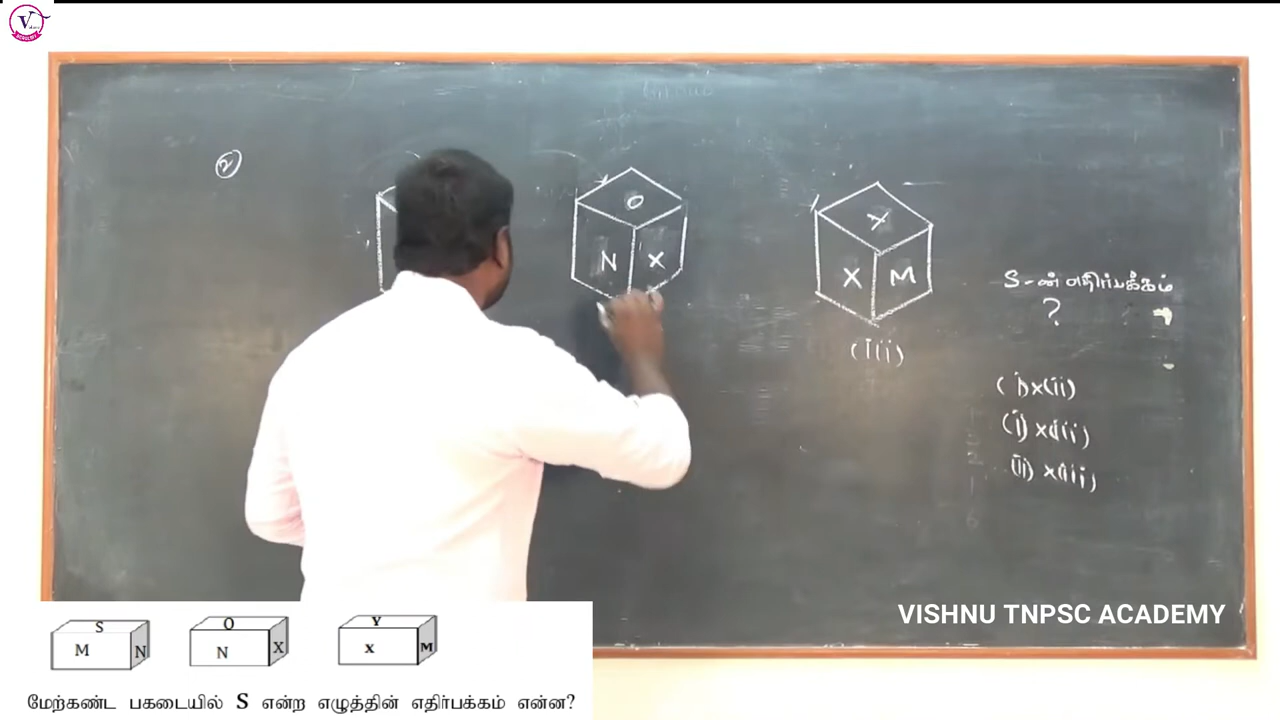 2
O
N X
Y
X M
(iii)
S-ன் எதிர்பக்கம்
?
(i)x(ii)
(i)x(iii)
(ii)x(iii)
VISHNU TNPSC ACADEMY
S
M N
O
N X
Y
X M
மேற்கண்ட பகடையில் S என்ற எழுத்தின் எதிர்பக்கம் என்ன?